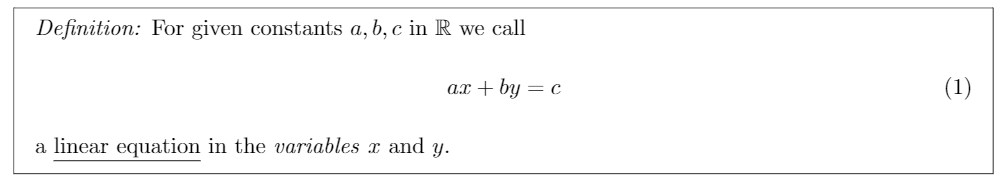 Definition: For given constants a, b, c in ℝ we call
ax + by = c (1)
a linear equation in the variables x and y.